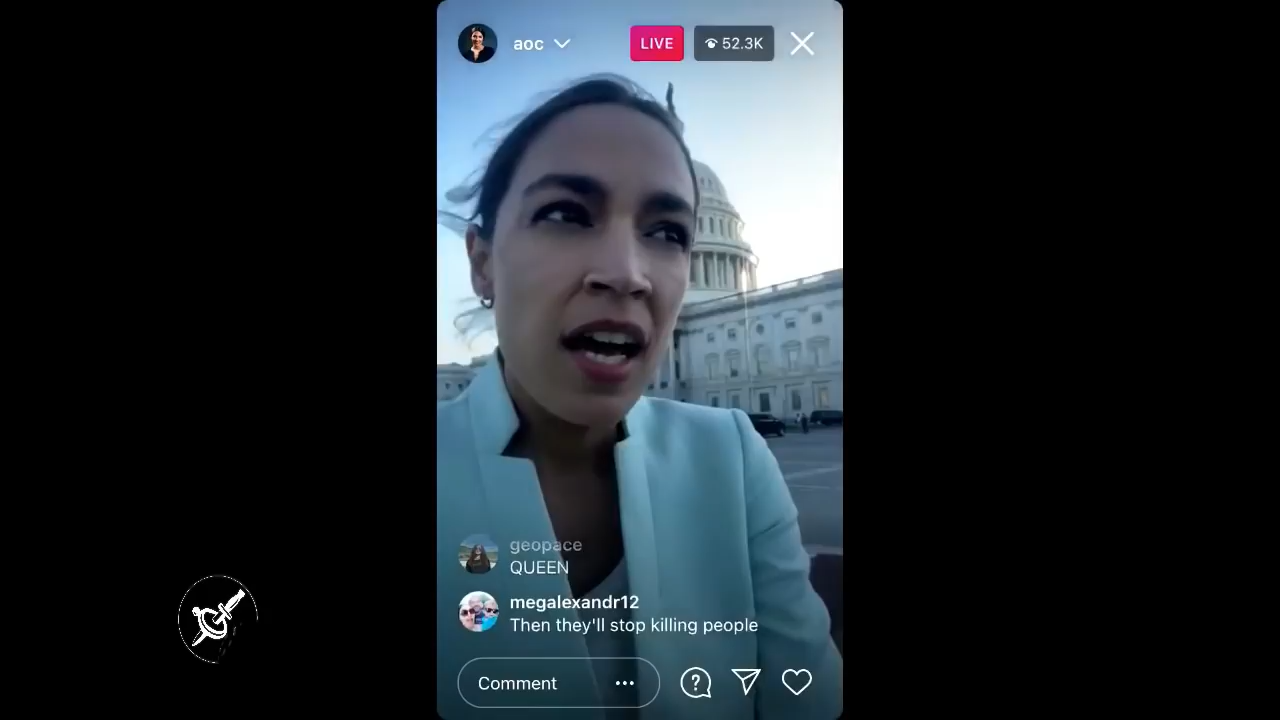 aoc
LIVE
52.3K
geopace
QUEEN
megalexandr12
Then they'll stop killing people
Comment